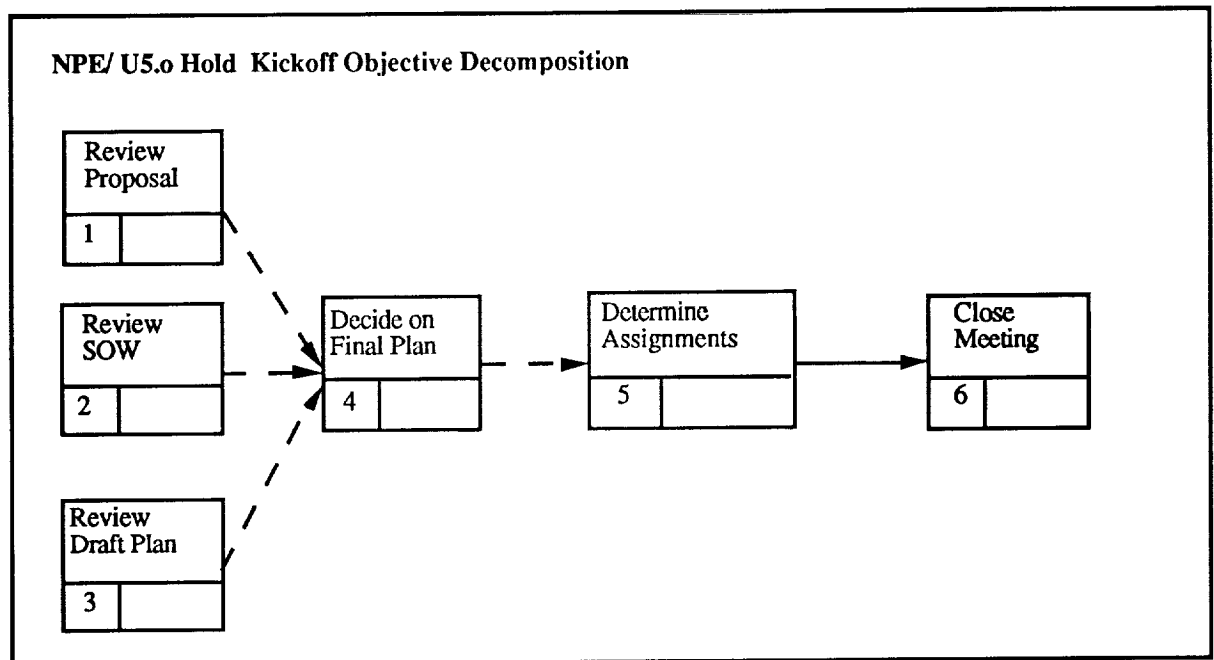 NPE/ U5.o Hold Kickoff Objective Decomposition
Review
Proposal
1
Review
SOW
2
Review
Draft Plan
3
Decide on
Final Plan
4
Determine
Assignments
5
Close
Meeting
6